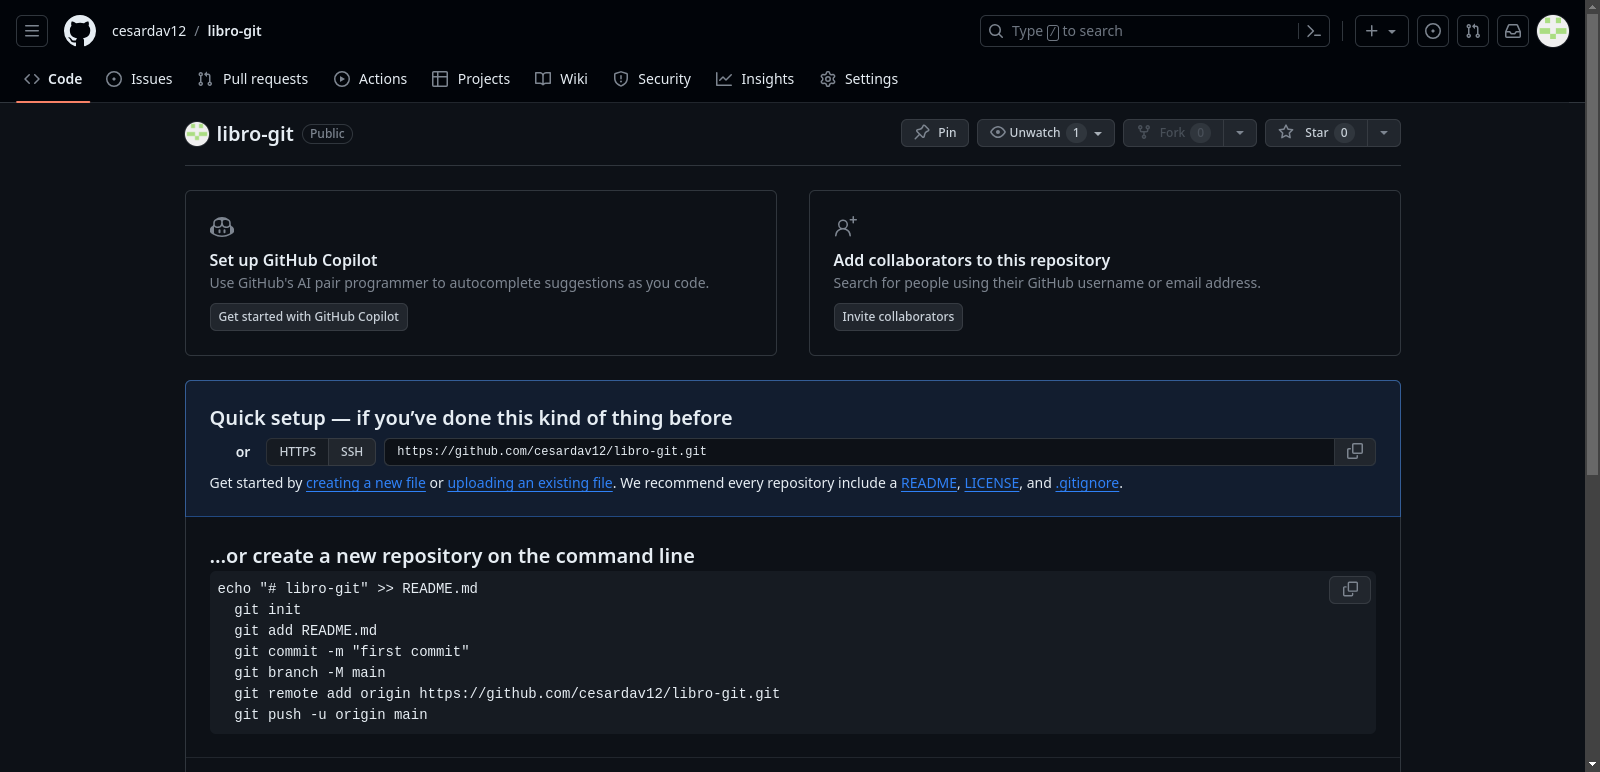 cesardav12 / libro-git
Type / to search
Code Issues Pull requests Actions Projects Wiki Security Insights Settings
libro-git Public
Pin Unwatch 1 Fork 0 Star 0
Set up GitHub Copilot
Use GitHub's AI pair programmer to autocomplete suggestions as you code.
Get started with GitHub Copilot
Add collaborators to this repository
Search for people using their GitHub username or email address.
Invite collaborators
Quick setup — if you’ve done this kind of thing before
or HTTPS SSH https://github.com/cesardav12/libro-git.git
Get started by creating a new file or uploading an existing file. We recommend every repository include a README, LICENSE, and .gitignore.
…or create a new repository on the command line
echo "# libro-git" >> README.md
git init
git add README.md
git commit -m "first commit"
git branch -M main
git remote add origin https://github.com/cesardav12/libro-git.git
git push -u origin main